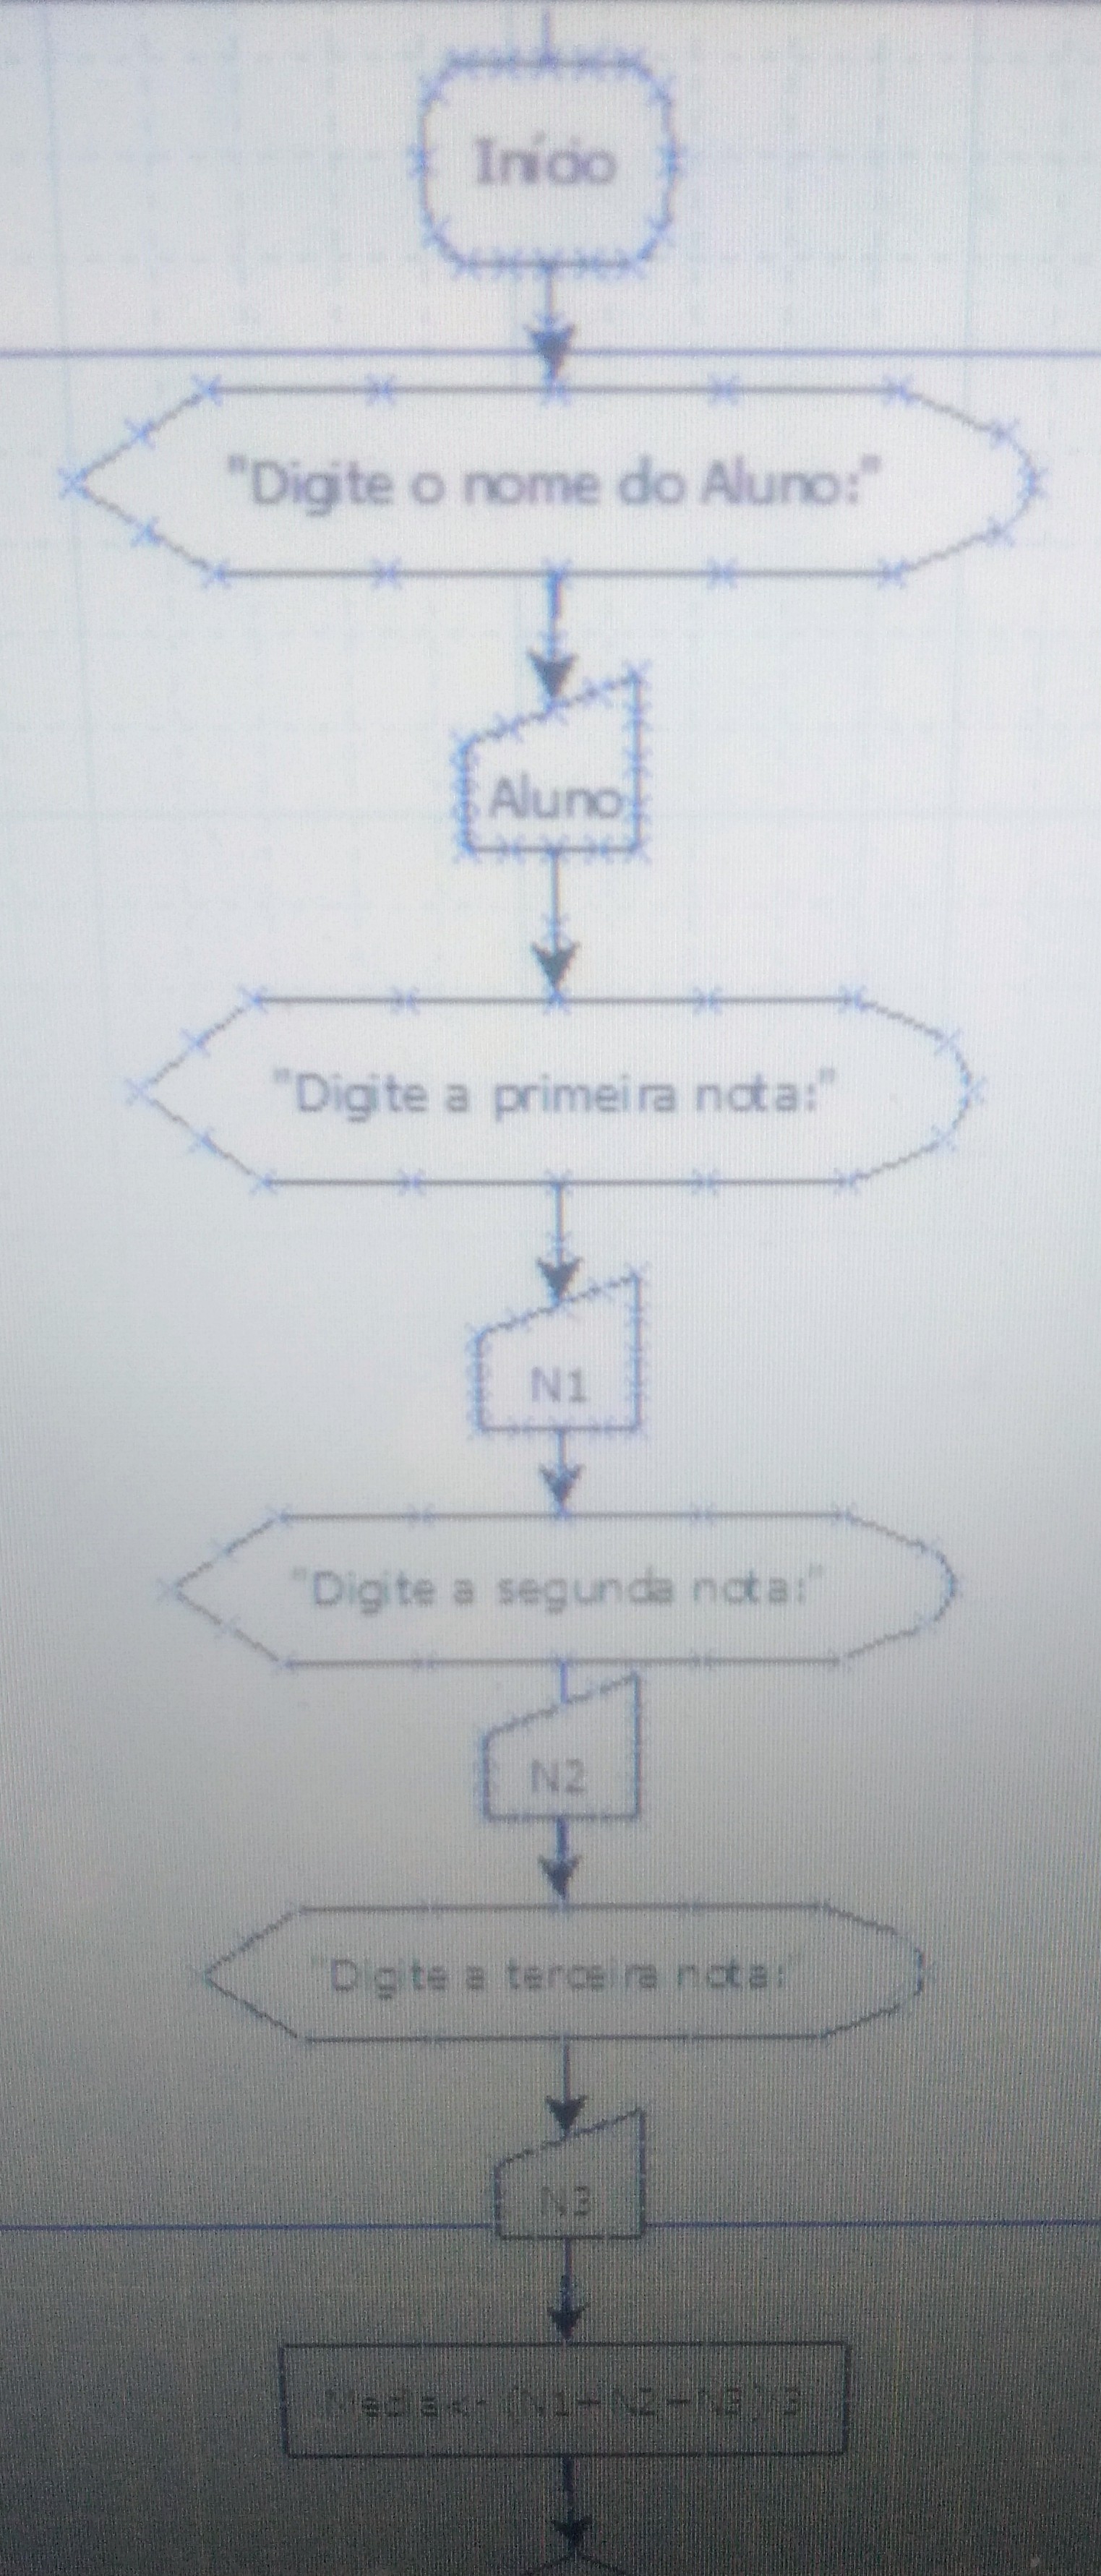 Início
"Digite o nome do Aluno:"
Aluno
"Digite a primeira nota:"
N1
"Digite a segunda nota:"
N2
"Digite a terceira nota:"
N3
Media<- (N1+N2+N3)/3